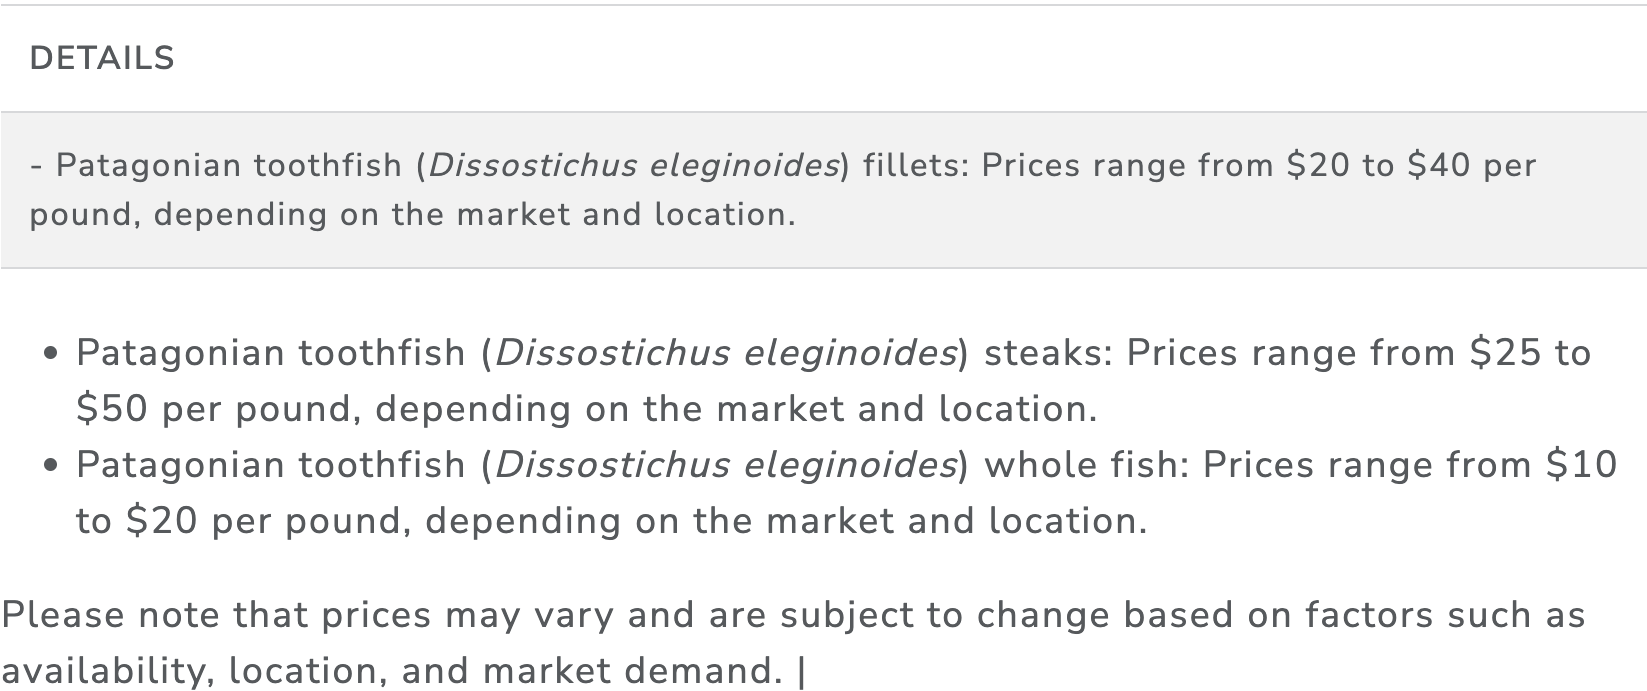 DETAILS
- Patagonian toothfish (Dissostichus eleginoides) fillets: Prices range from $20 to $40 per
pound, depending on the market and location.
• Patagonian toothfish (Dissostichus eleginoides) steaks: Prices range from $25 to
$50 per pound, depending on the market and location.
• Patagonian toothfish (Dissostichus eleginoides) whole fish: Prices range from $10
to $20 per pound, depending on the market and location.
Please note that prices may vary and are subject to change based on factors such as
availability, location, and market demand. |